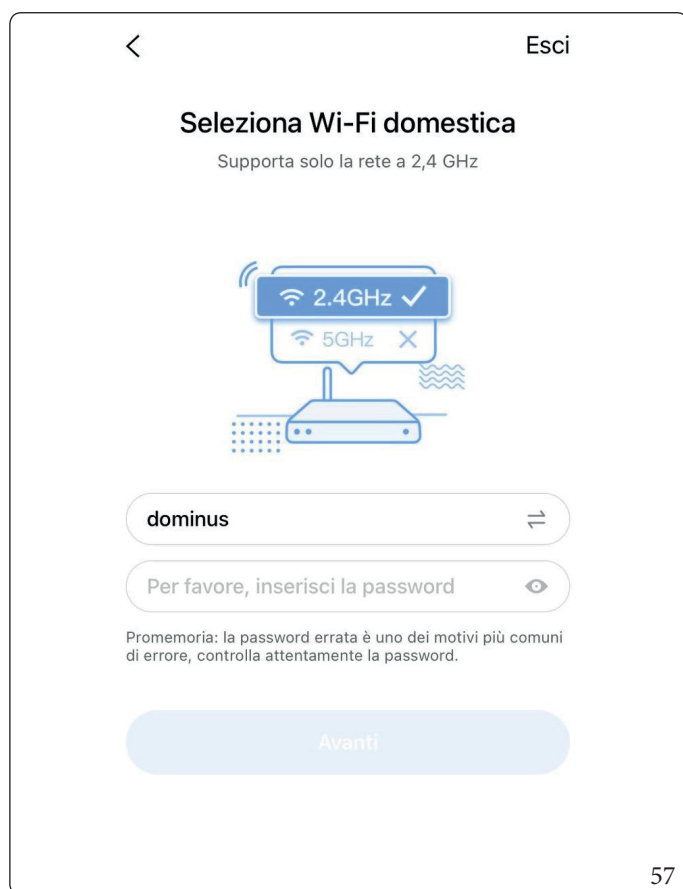 Esci
Seleziona Wi-Fi domestica
Supporta solo la rete a 2,4 GHz
2.4GHz
5GHz
dominus
Per favore, inserisci la password
Promemoria: la password errata è uno dei motivi più comuni
di errore, controlla attentamente la password.
Avanti
57